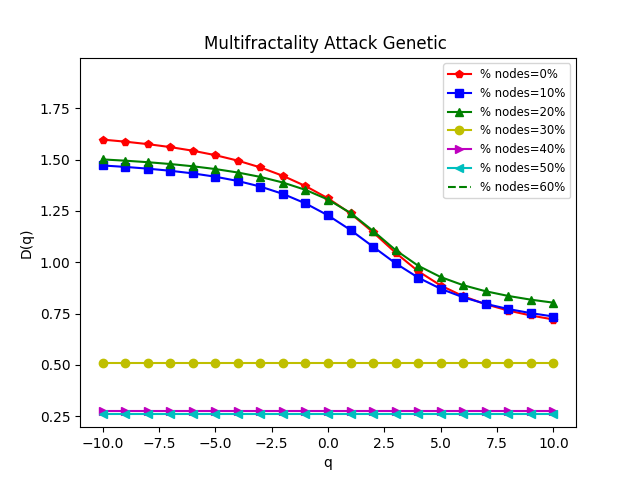 Multifractality Attack Genetic
% nodes=0%
% nodes=10%
% nodes=20%
% nodes=30%
% nodes=40%
% nodes=50%
% nodes=60%
1.75
1.50
1.25
1.00
0.75
0.50
0.25
D(q)
−10.0 −7.5 −5.0 −2.5 0.0 2.5 5.0 7.5 10.0
q